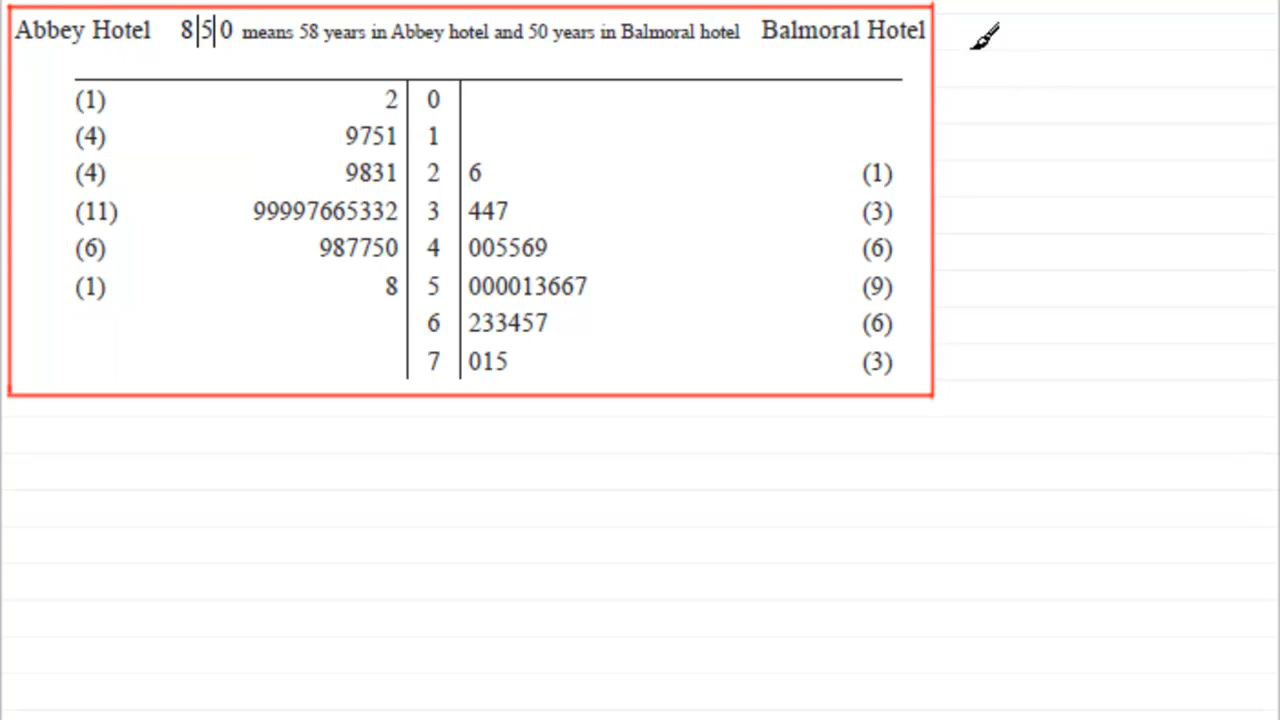 Abbey Hotel 8|5|0 means 58 years in Abbey hotel and 50 years in Balmoral hotel Balmoral Hotel
(1) 2 0
(4) 9751 1
(4) 9831 2 6 (1)
(11) 99997665332 3 447 (3)
(6) 987750 4 005569 (6)
(1) 8 5 000013667 (9)
6 233457 (6)
7 015 (3)